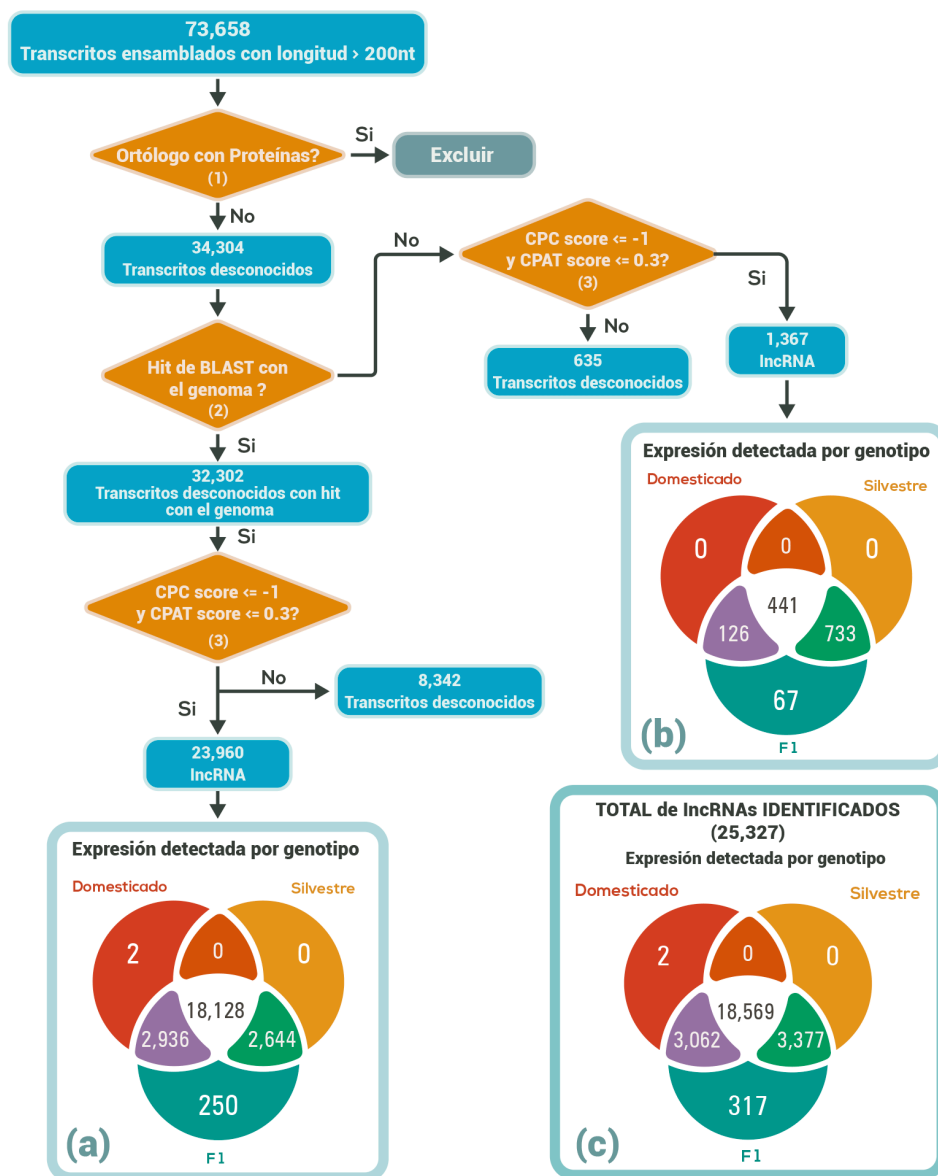 73,658
Transcritos ensamblados con longitud > 200nt
Ortólogo con Proteínas?
(1)
Si
Excluir
No
34,304
Transcritos desconocidos
Hit de BLAST con
el genoma ?
(2)
No
CPC score <= -1
y CPAT score <= 0.3?
(3)
Si
No
635
Transcritos desconocidos
1,367
lncRNA
Si
32,302
Transcritos desconocidos con hit
con el genoma
Si
CPC score <= -1
y CPAT score <= 0.3?
(3)
No
8,342
Transcritos desconocidos
Si
23,960
lncRNA
Expresión detectada por genotipo
Domesticado
Silvestre
0
0
0
441
126
733
67
F1
(b)
Expresión detectada por genotipo
Domesticado
Silvestre
2
0
0
18,128
2,936
2,644
250
F1
(a)
TOTAL de lncRNAs IDENTIFICADOS
(25,327)
Expresión detectada por genotipo
Domesticado
Silvestre
2
0
0
18,569
3,062
3,377
317
F1
(c)